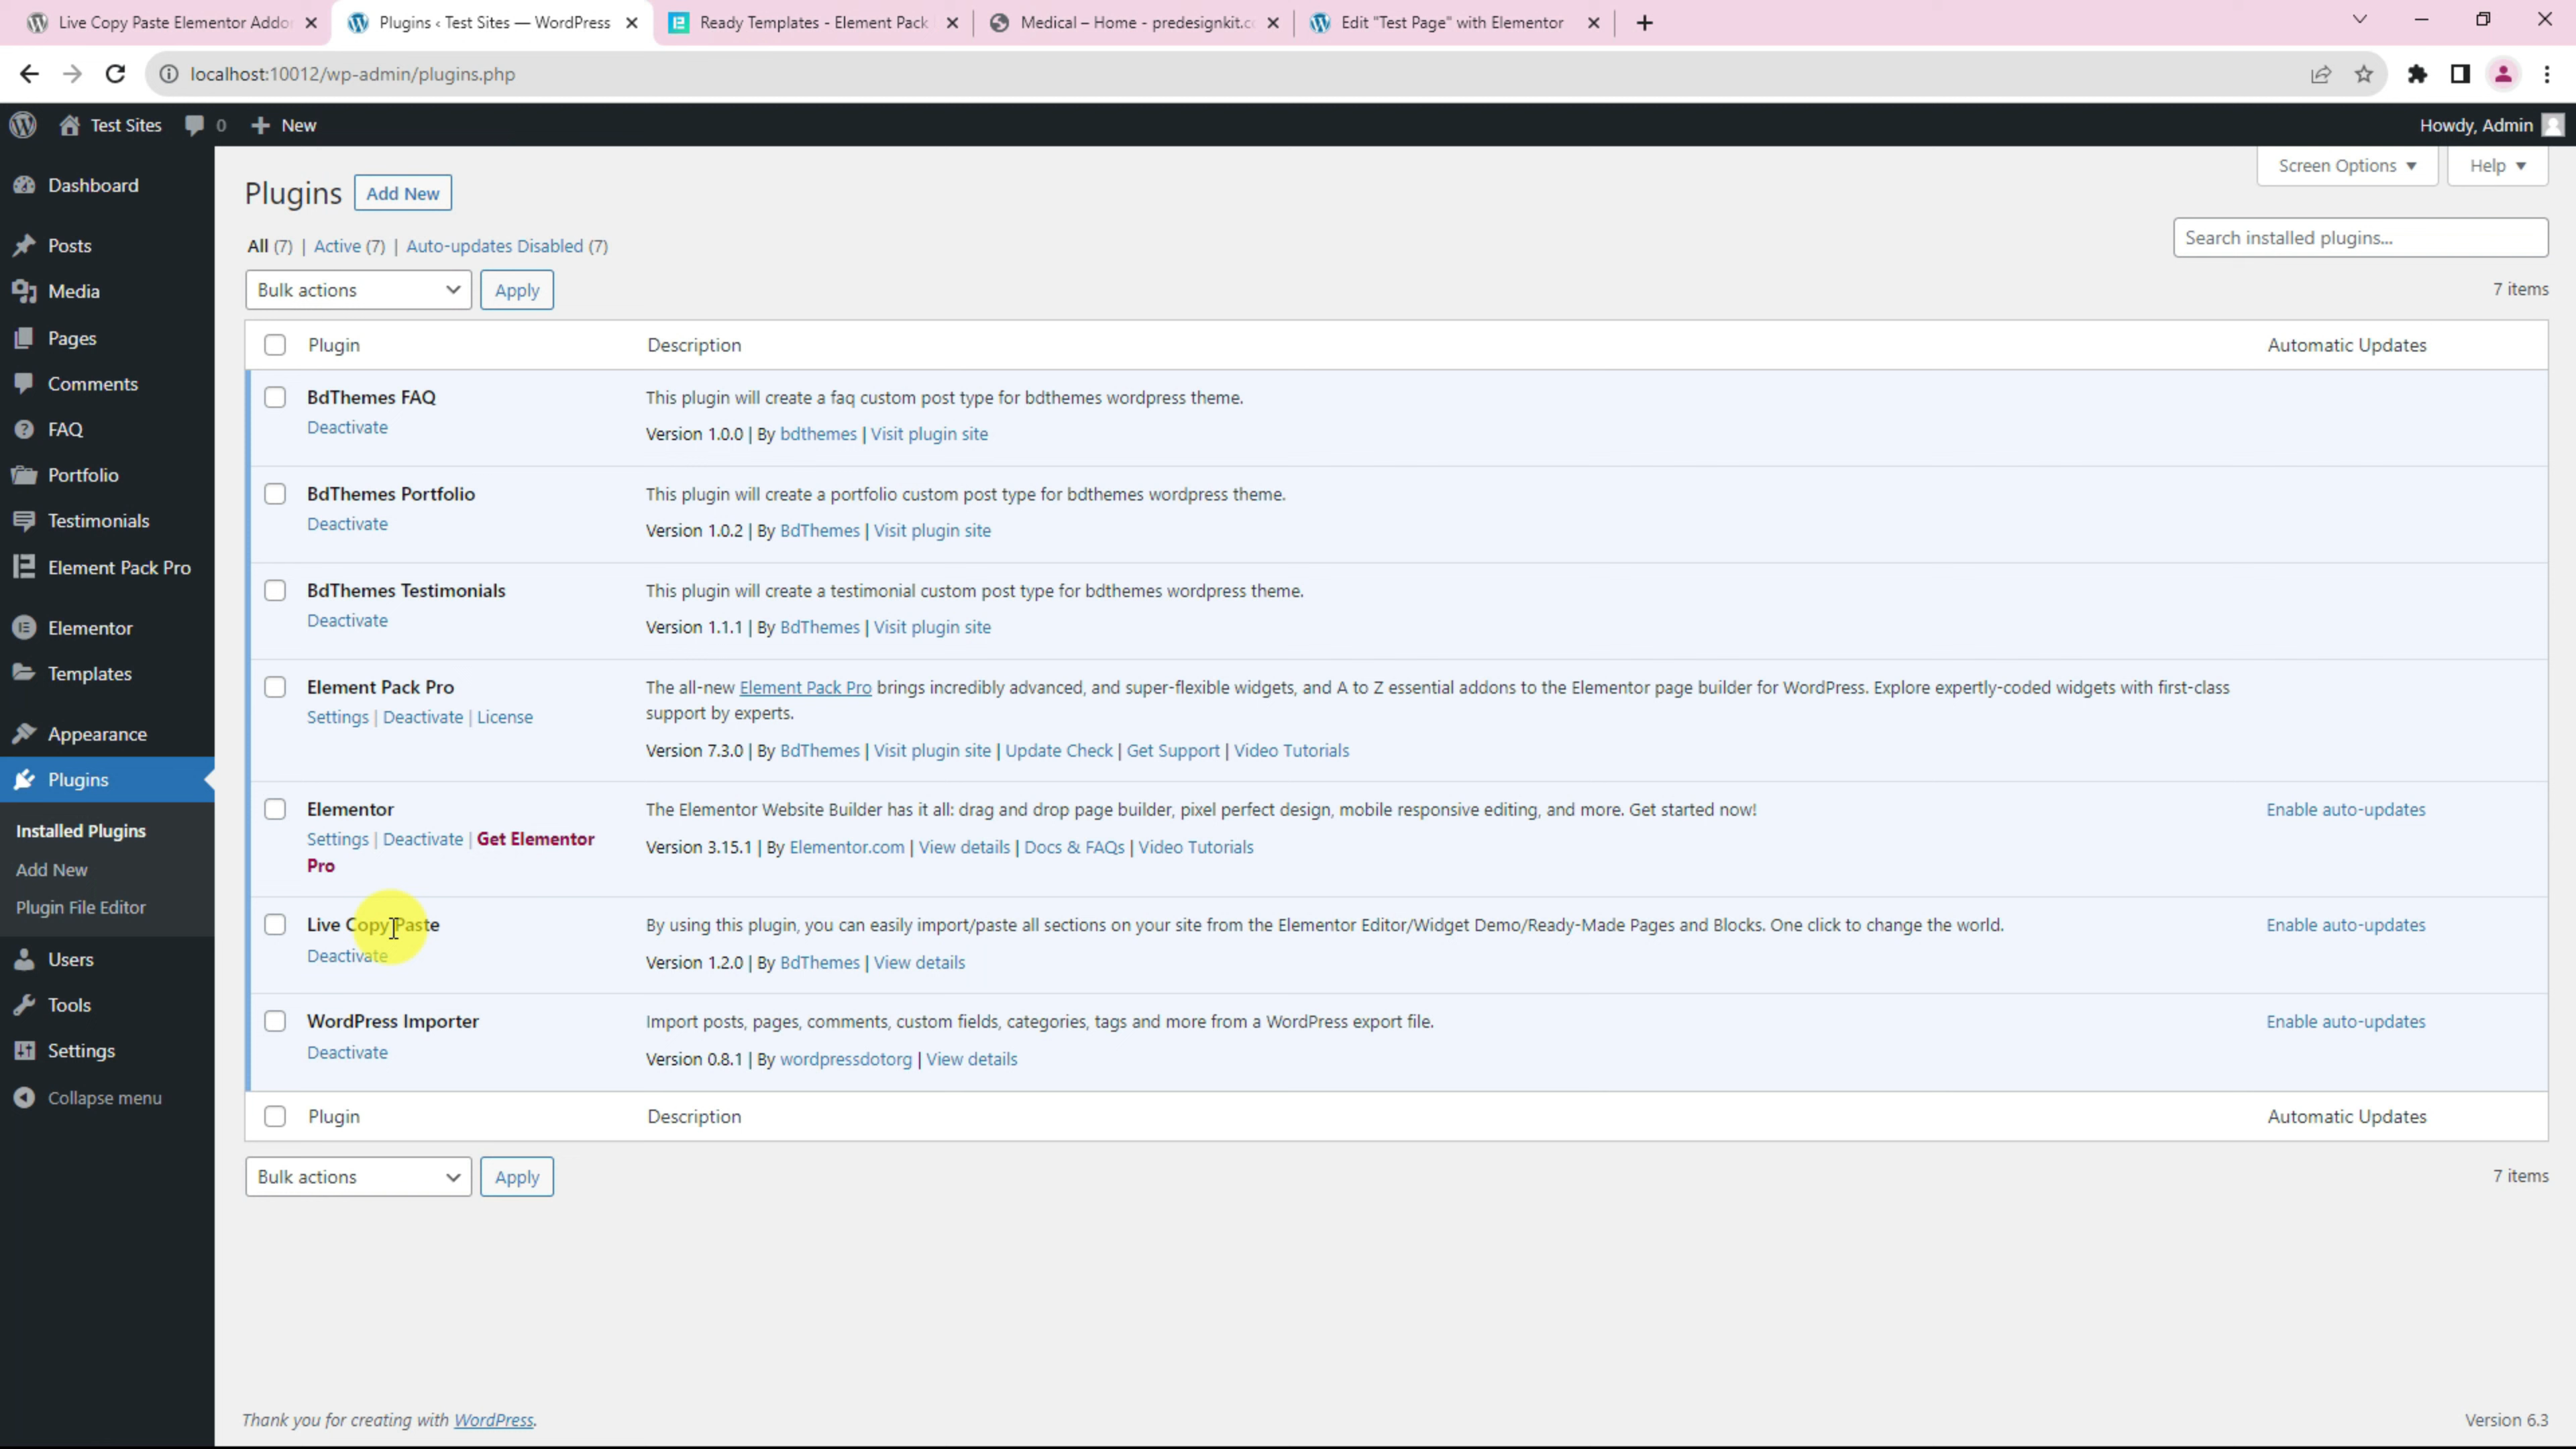 Live Copy Paste Elementor Addo
Plugins ‹ Test Sites — WordPress
Ready Templates - Element Pack
Medical – Home - predesignkit.c
Edit "Test Page" with Elementor
localhost:10012/wp-admin/plugins.php
Test Sites
0
New
Howdy, Admin
Screen Options
Help
Dashboard
Posts
Media
Pages
Comments
FAQ
Portfolio
Testimonials
Element Pack Pro
Elementor
Templates
Appearance
Plugins
Installed Plugins
Add New
Plugin File Editor
Users
Tools
Settings
Collapse menu
Plugins
Add New
All (7) | Active (7) | Auto-updates Disabled (7)
Search installed plugins...
Bulk actions
Apply
7 items
Plugin
Description
Automatic Updates
BdThemes FAQ
Deactivate
This plugin will create a faq custom post type for bdthemes wordpress theme.
Version 1.0.0 | By bdthemes | Visit plugin site
BdThemes Portfolio
Deactivate
This plugin will create a portfolio custom post type for bdthemes wordpress theme.
Version 1.0.2 | By BdThemes | Visit plugin site
BdThemes Testimonials
Deactivate
This plugin will create a testimonial custom post type for bdthemes wordpress theme.
Version 1.1.1 | By BdThemes | Visit plugin site
Element Pack Pro
Settings | Deactivate | License
The all-new Element Pack Pro brings incredibly advanced, and super-flexible widgets, and A to Z essential addons to the Elementor page builder for WordPress. Explore expertly-coded widgets with first-class
support by experts.
Version 7.3.0 | By BdThemes | Visit plugin site | Update Check | Get Support | Video Tutorials
Elementor
Settings | Deactivate | Get Elementor
Pro
The Elementor Website Builder has it all: drag and drop page builder, pixel perfect design, mobile responsive editing, and more. Get started now!
Version 3.15.1 | By Elementor.com | View details | Docs & FAQs | Video Tutorials
Enable auto-updates
Live Copy Paste
Deactivate
By using this plugin, you can easily import/paste all sections on your site from the Elementor Editor/Widget Demo/Ready-Made Pages and Blocks. One click to change the world.
Version 1.2.0 | By BdThemes | View details
Enable auto-updates
WordPress Importer
Deactivate
Import posts, pages, comments, custom fields, categories, tags and more from a WordPress export file.
Version 0.8.1 | By wordpressdotorg | View details
Enable auto-updates
Plugin
Description
Automatic Updates
Bulk actions
Apply
7 items
Thank you for creating with WordPress.
Version 6.3